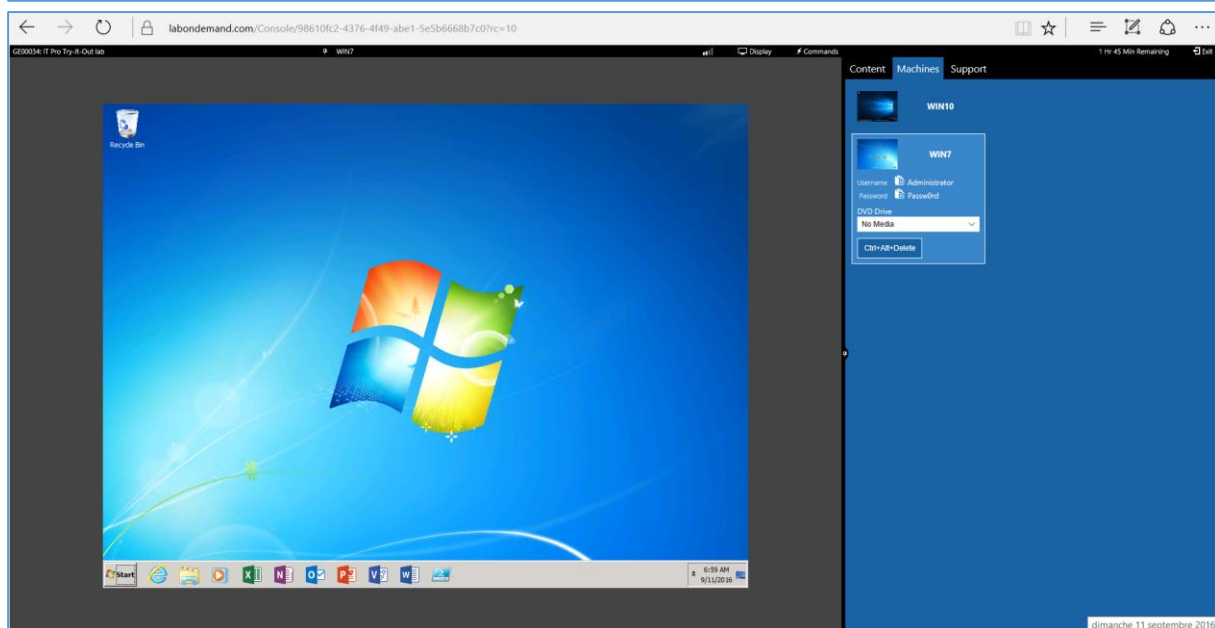 labondemand.com/Console/98610fc2-4376-4f49-abe1-5e5b6668b7c0?rc=10
GE00034: IT Pro Try-It-Out lab WIN7 Display Commands 1 Hr 45 Min Remaining Exit
Content Machines Support
WIN10
WIN7
Username Administrator
Password Passw0rd
DVD Drive
No Media
Ctrl+Alt+Delete
Recycle Bin
Start
6:59 AM
9/11/2016
dimanche 11 septembre 2016